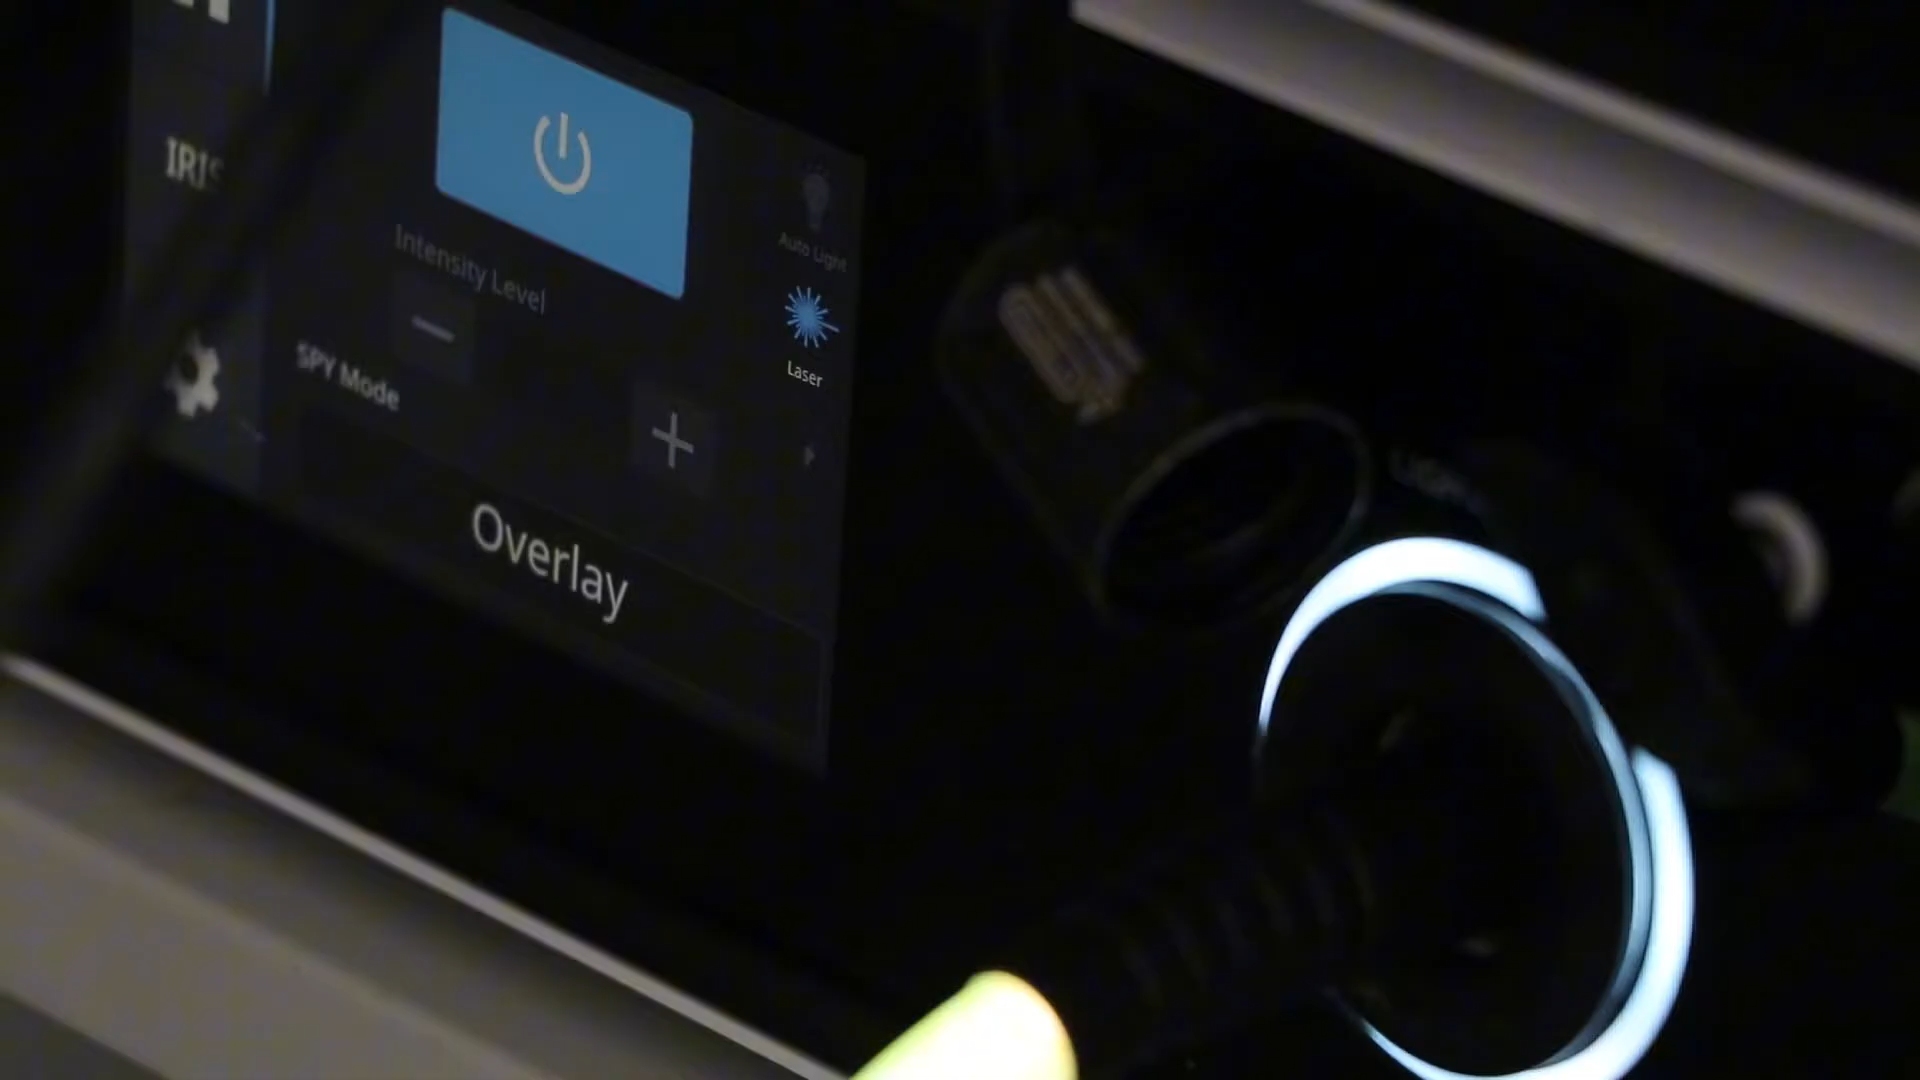 IRIS
Auto Light
Intensity Level
Laser
SPY Mode
Overlay